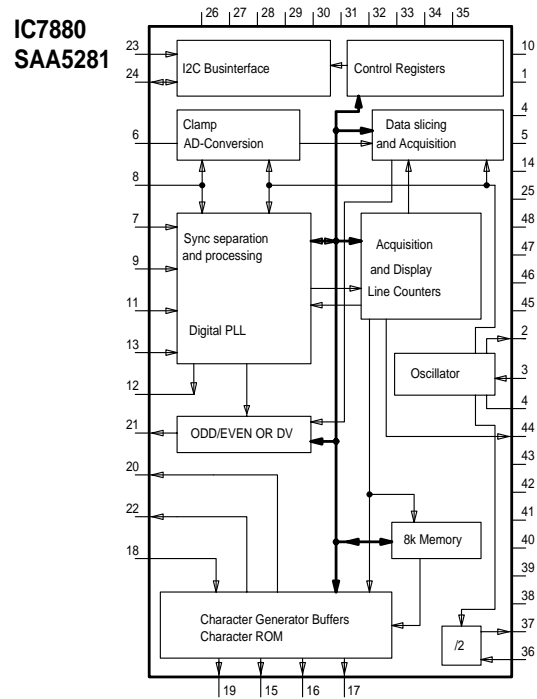 IC7880
SAA5281
26 27 28 29 30 31 32 33 34 35
23
24
6
8
7
9
11
13
12
21
20
22
18
I2C Businterface
Control Registers
Clamp
AD-Conversion
Data slicing
and Acquisition
Sync separation
and processing
Digital PLL
Acquisition
and Display
Line Counters
Oscillator
ODD/EVEN OR DV
8k Memory
Character Generator Buffers
Character ROM
/2
10
1
4
5
14
25
48
47
46
45
2
3
4
44
43
42
41
40
39
38
37
36
19 15 16 17